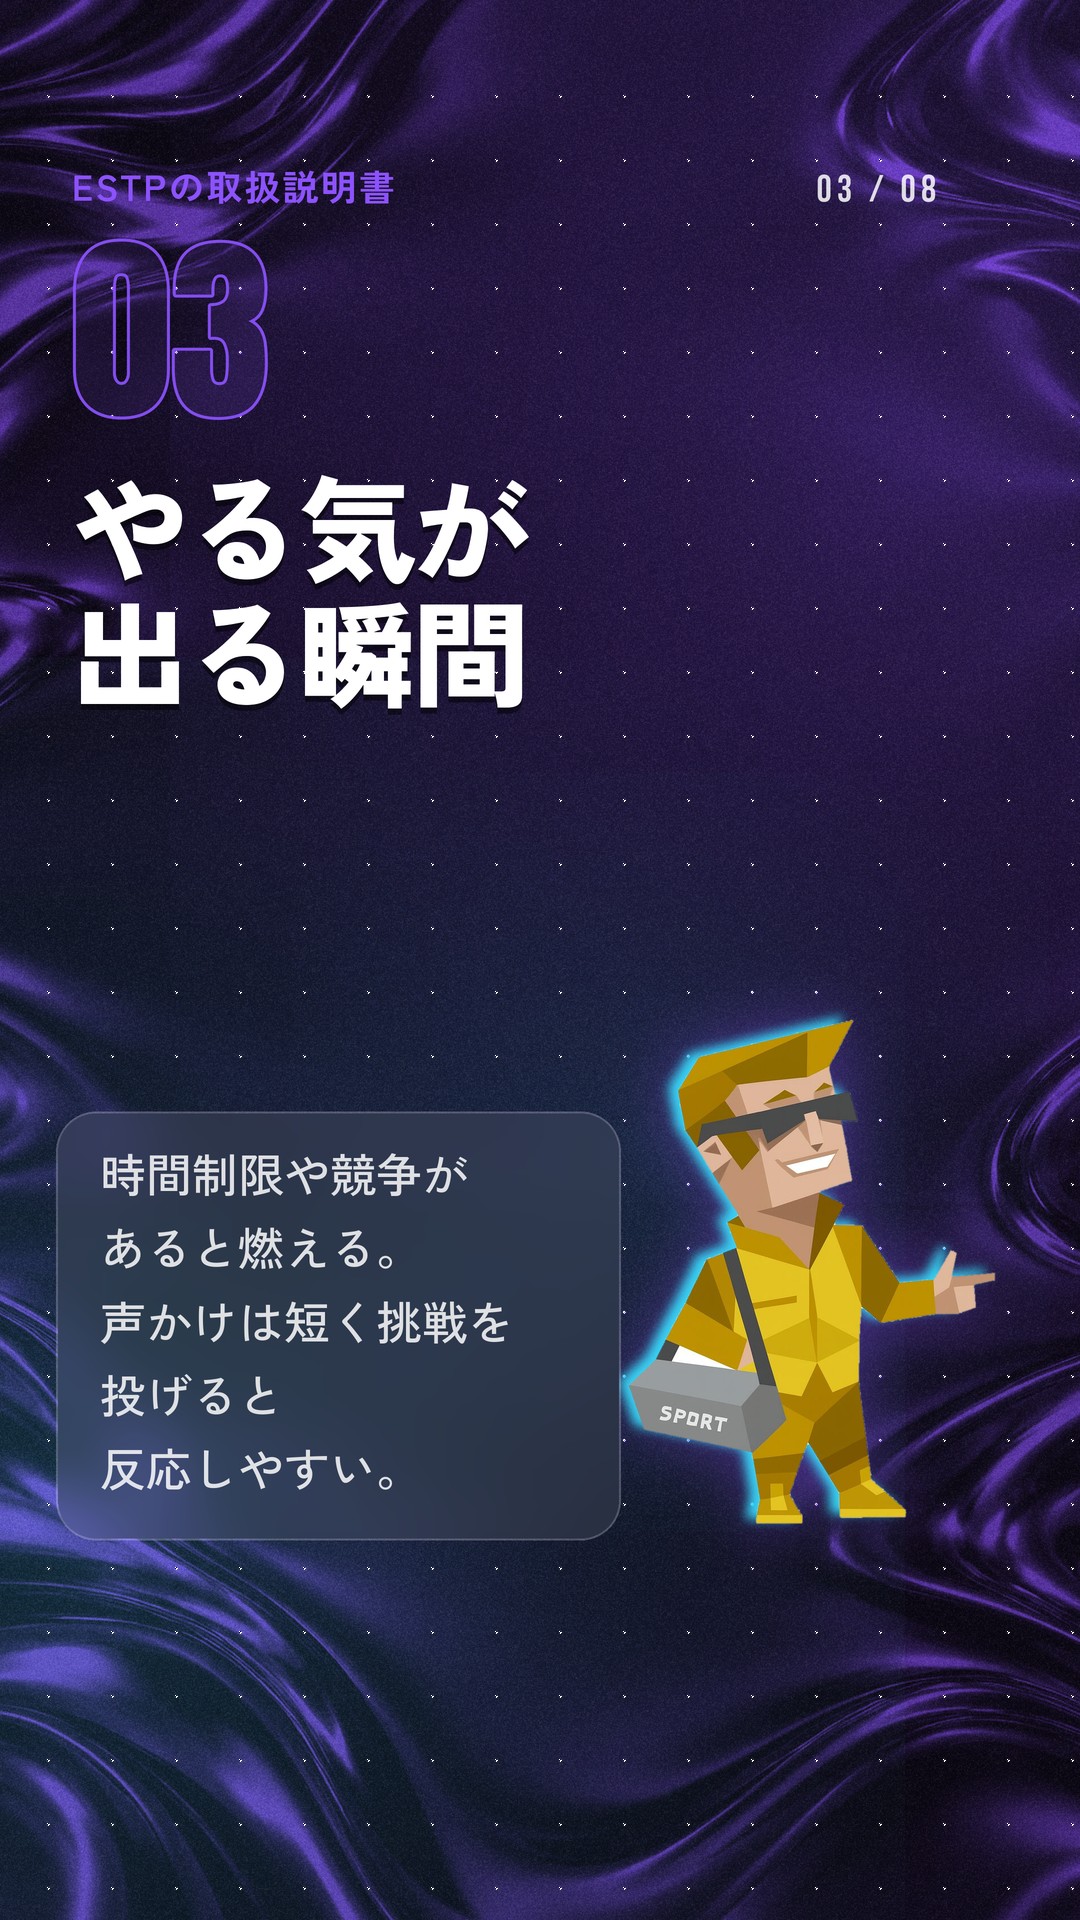 ESTPの取扱説明書
03 / 08
03
やる気が
出る瞬間
時間制限や競争が
あると燃える。
声かけは短く挑戦を
投げると
反応しやすい。
SPORT